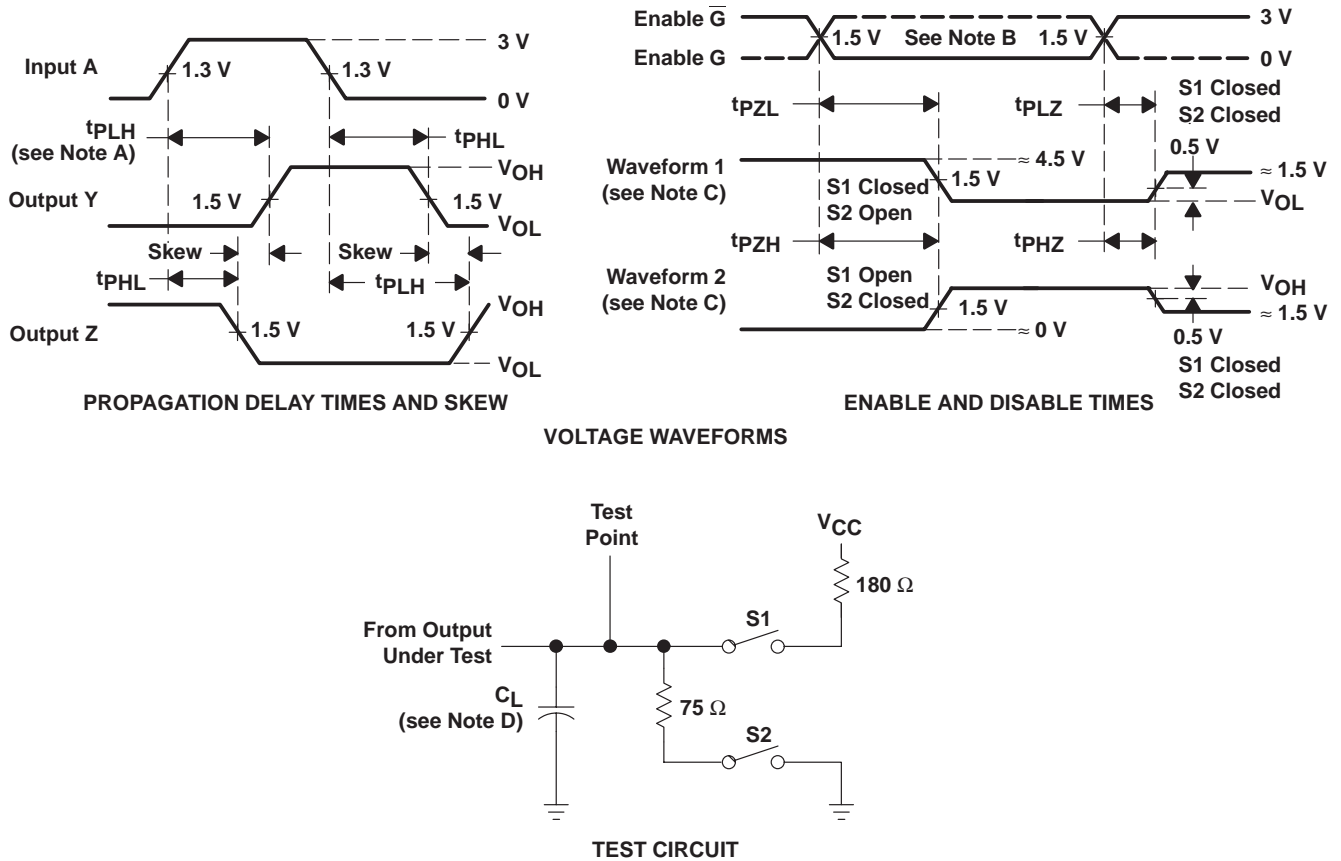 Input A
1.3 V
1.3 V
3 V
0 V
tPLH
(see Note A)
tPHL
Output Y
1.5 V
1.5 V
VOH
VOL
Skew
Skew
tPHL
tPLH
Output Z
1.5 V
1.5 V
VOH
VOL
PROPAGATION DELAY TIMES AND SKEW
Enable G̅
Enable G
1.5 V
See Note B
1.5 V
3 V
0 V
tPZL
tPLZ
S1 Closed
S2 Closed
0.5 V
Waveform 1
(see Note C)
≈ 4.5 V
1.5 V
S1 Closed
S2 Open
≈ 1.5 V
VOL
tPZH
tPHZ
Waveform 2
(see Note C)
S1 Open
S2 Closed
1.5 V
≈ 0 V
VOH
≈ 1.5 V
0.5 V
S1 Closed
S2 Closed
ENABLE AND DISABLE TIMES
VOLTAGE WAVEFORMS
Test
Point
VCC
180 Ω
S1
From Output
Under Test
CL
(see Note D)
75 Ω
S2
TEST CIRCUIT